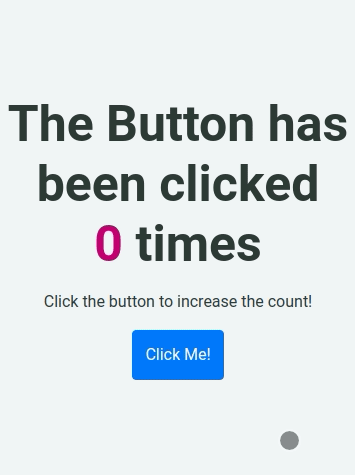 The Button has
been clicked
0 times
Click the button to increase the count!
Click Me!